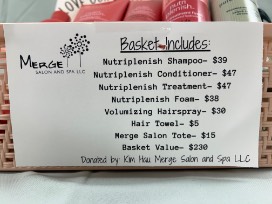 Merge
SALON AND SPA LLC
Basket Includes:
Nutriplenish Shampoo- $39
Nutriplenish Conditioner- $47
Nutriplenish Treatment- $47
Nutriplenish Foam- $38
Volumizing Hairspray- $30
Hair Towel- $5
Merge Salon Tote- $15
Basket Value- $230
Donated by: Kim Hau Merge Salon and Spa LLC